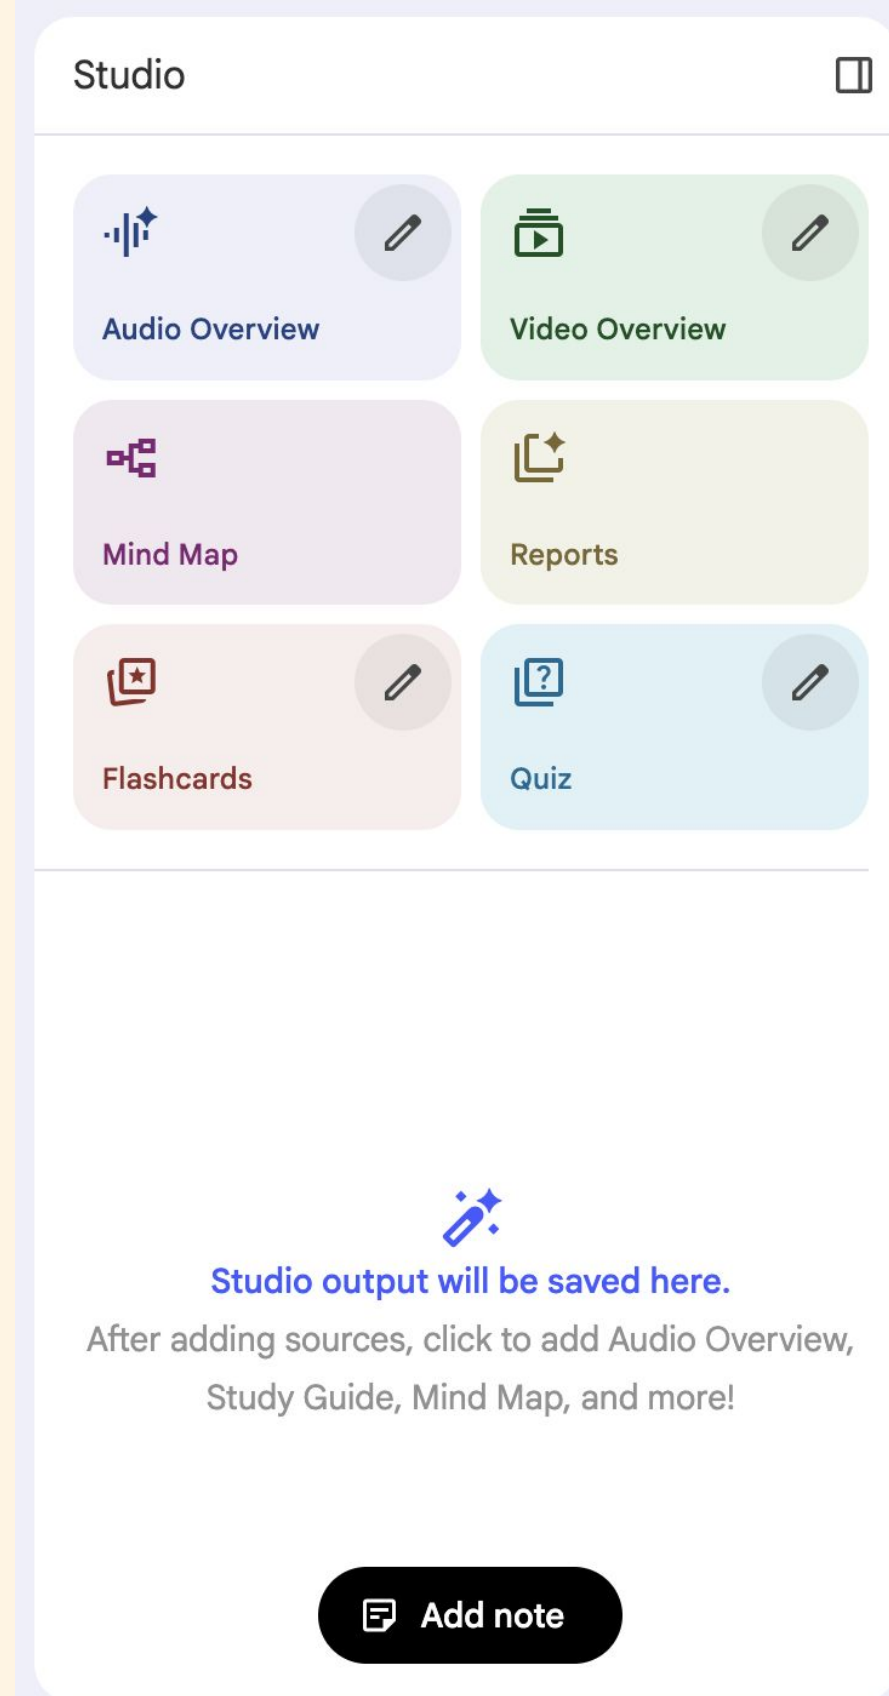 Studio
Audio Overview
Video Overview
Mind Map
Reports
Flashcards
Quiz
Studio output will be saved here.
After adding sources, click to add Audio Overview,
Study Guide, Mind Map, and more!
Add note